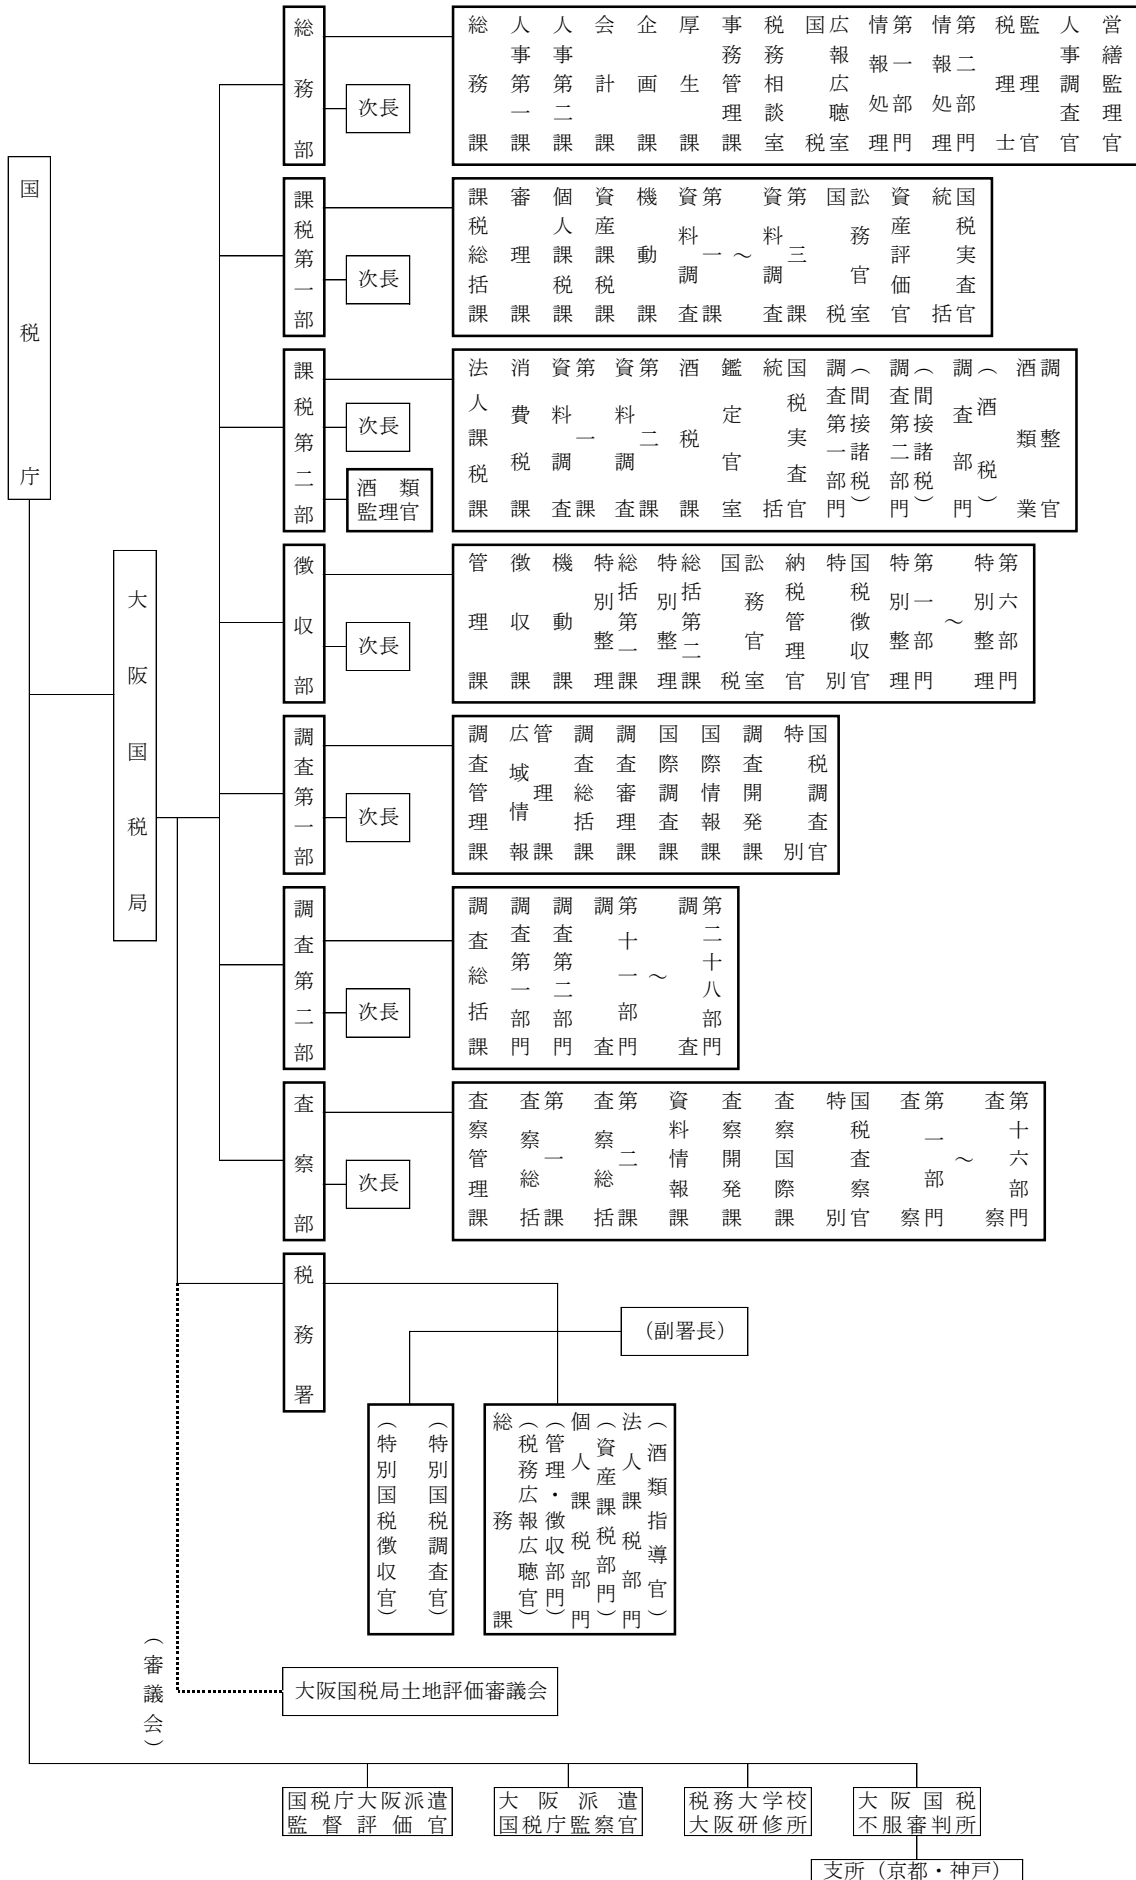 国税庁
大阪国税局
総務部
次長
総務課
人事第一課
人事第二課
会計課
企画課
厚生課
事務管理課
税務相談室
国税広報広聴室
情報処理第一部門
情報処理第二部門
税理士監理官
人事調査官
営繕監理官
課税第一部
次長
課税総括課
審理課
個人課税課
資産課税課
機動課
資料調査第一課
～
資料調査第三課
国税訟務官室
資産評価官
統括国税実査官
課税第二部
次長
酒類
監理官
法人課税課
消費税課
資料調査第一課
資料調査第二課
酒税課
鑑定官室
統括国税実査官
調査第一部門
（間接諸税）
調査第二部門
（間接諸税）
調査部門
（酒税）
酒類業調整官
徴収部
次長
管理課
徴収課
機動課
特別整理総括第一課
特別整理総括第二課
国税訟務官室
納税管理官
特別国税徴収官
特別整理第一部門
～
特別整理第六部門
調査第一部
次長
調査管理課
広域情報管理課
調査総括課
調査審理課
国際調査課
国際情報課
調査開発課
特別国税調査官
調査第二部
次長
調査総括課
調査第一部門
調査第二部門
調査第十一部門
～
調査第二十八部門
査察部
次長
査察管理課
査察総括第一課
査察総括第二課
資料情報課
査察開発課
査察国際課
特別国税査察官
査察第一部門
～
査察第十六部門
税務署
（副署長）
（特別国税徴収官）
（特別国税調査官）
総務課
（税務広報広聴官）
（管理・徴収部門）
個人課税部門
（資産課税部門）
法人課税部門
（酒類指導官）
（審議会）
大阪国税局土地評価審議会
国税庁大阪派遣
監督評価官
大阪派遣
国税庁監察官
税務大学校
大阪研修所
大阪国税
不服審判所
支所（京都・神戸）